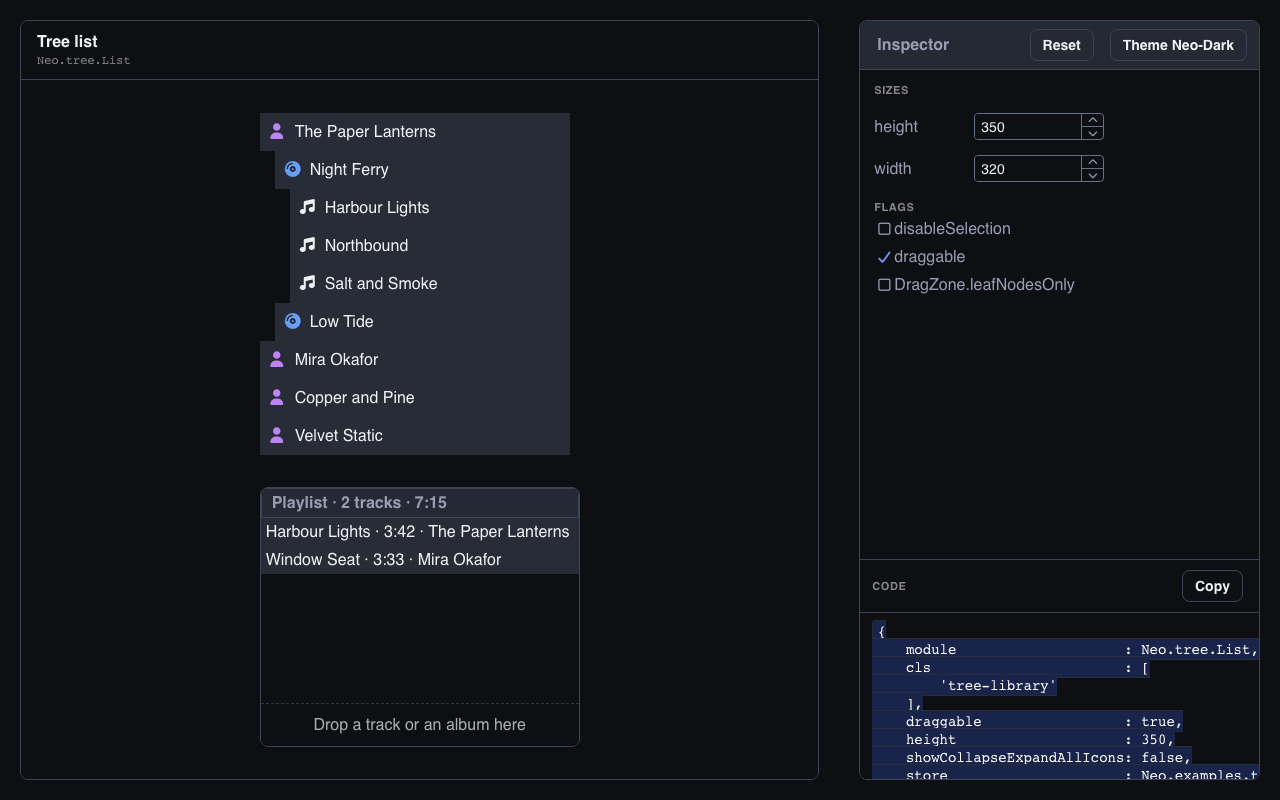 Tree list
Neo.tree.List
The Paper Lanterns
Night Ferry
Harbour Lights
Northbound
Salt and Smoke
Low Tide
Mira Okafor
Copper and Pine
Velvet Static
Playlist · 2 tracks · 7:15
Harbour Lights · 3:42 · The Paper Lanterns
Window Seat · 3:33 · Mira Okafor
Drop a track or an album here
Inspector
Reset
Theme Neo-Dark
SIZES
height 350
width 320
FLAGS
disableSelection
draggable
DragZone.leafNodesOnly
CODE
Copy
{
module : Neo.tree.List,
cls : [
'tree-library'
],
draggable : true,
height : 350,
showCollapseExpandAllIcons: false,
store : Neo.examples.t